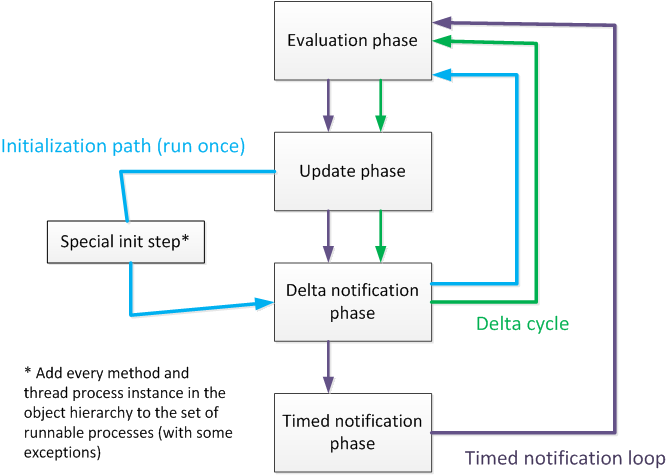 Evaluation phase
Initialization path (run once)
Update phase
Special init step*
Delta notification
phase
Delta cycle
* Add every method and
thread process instance in the
object hierarchy to the set of
runnable processes (with some
exceptions)
Timed notification
phase
Timed notification loop